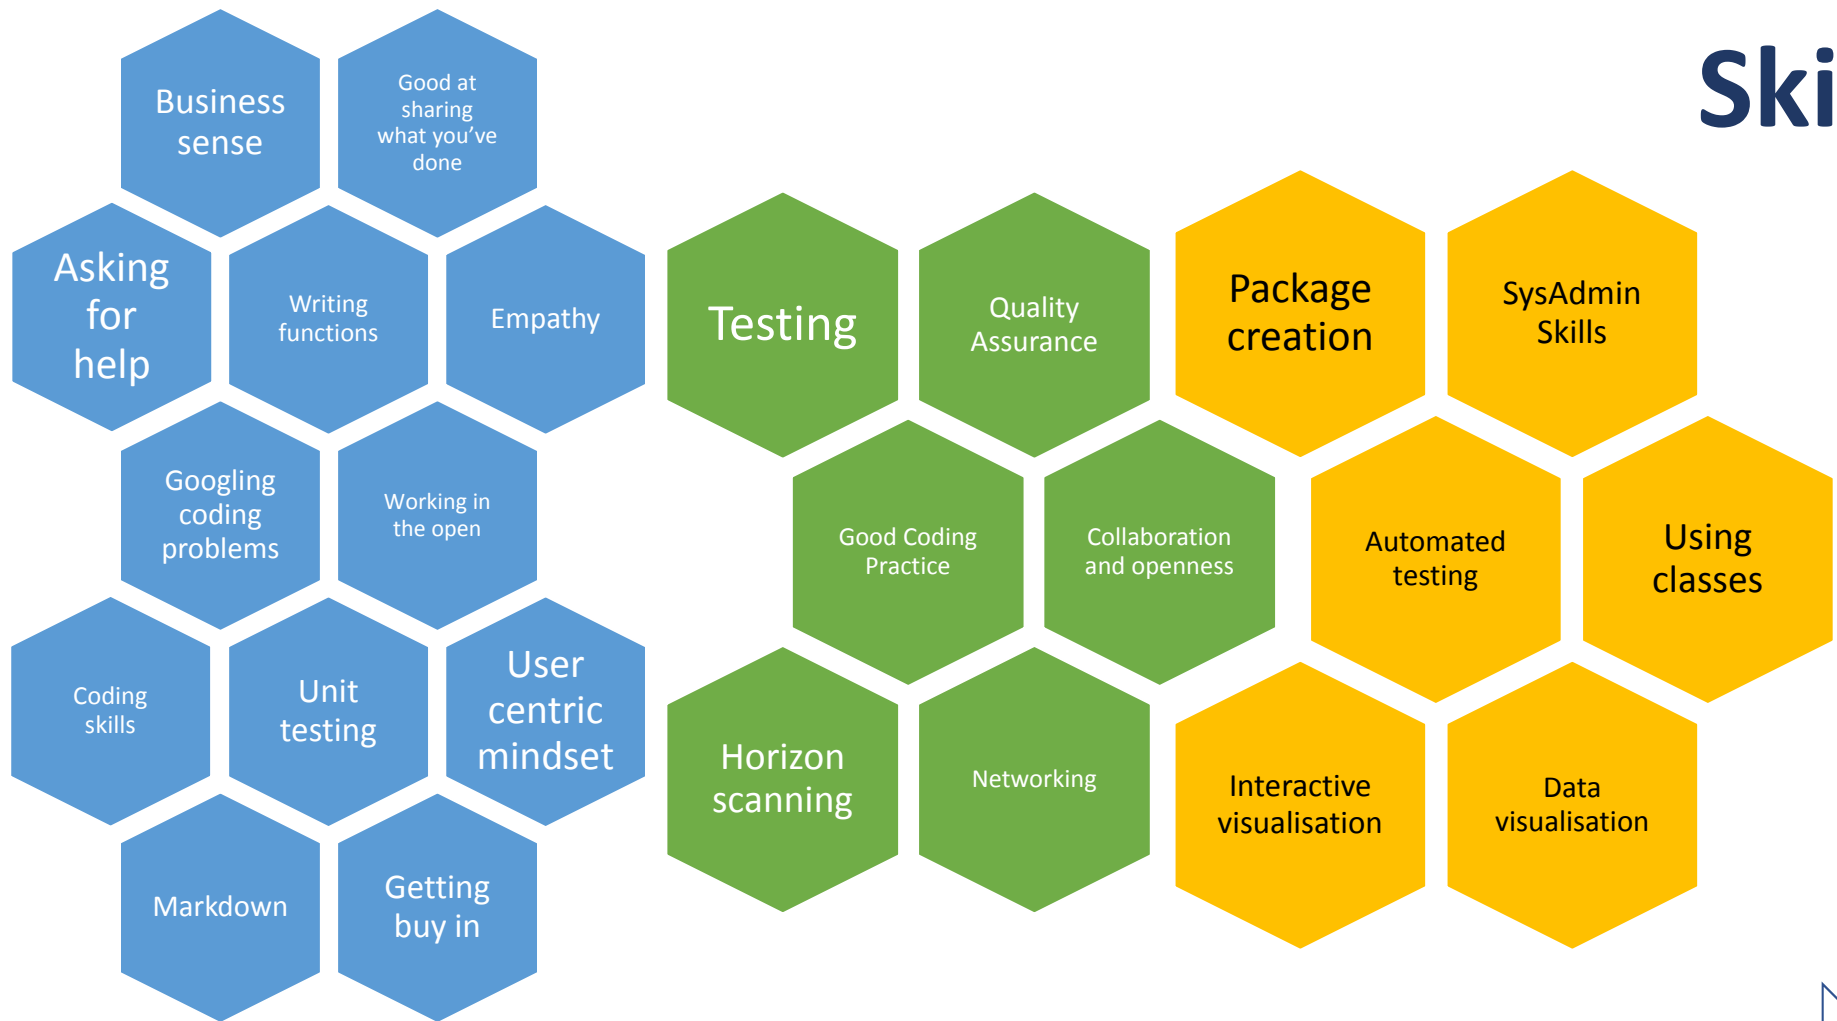 Ski
Business
sense
Good at
sharing
what you’ve
done
Asking
for
help
Writing
functions
Empathy
Googling
coding
problems
Working in
the open
Coding
skills
Unit
testing
User
centric
mindset
Markdown
Getting
buy in
Testing
Quality
Assurance
Good Coding
Practice
Collaboration
and openness
Horizon
scanning
Networking
Package
creation
SysAdmin
Skills
Automated
testing
Using
classes
Interactive
visualisation
Data
visualisation